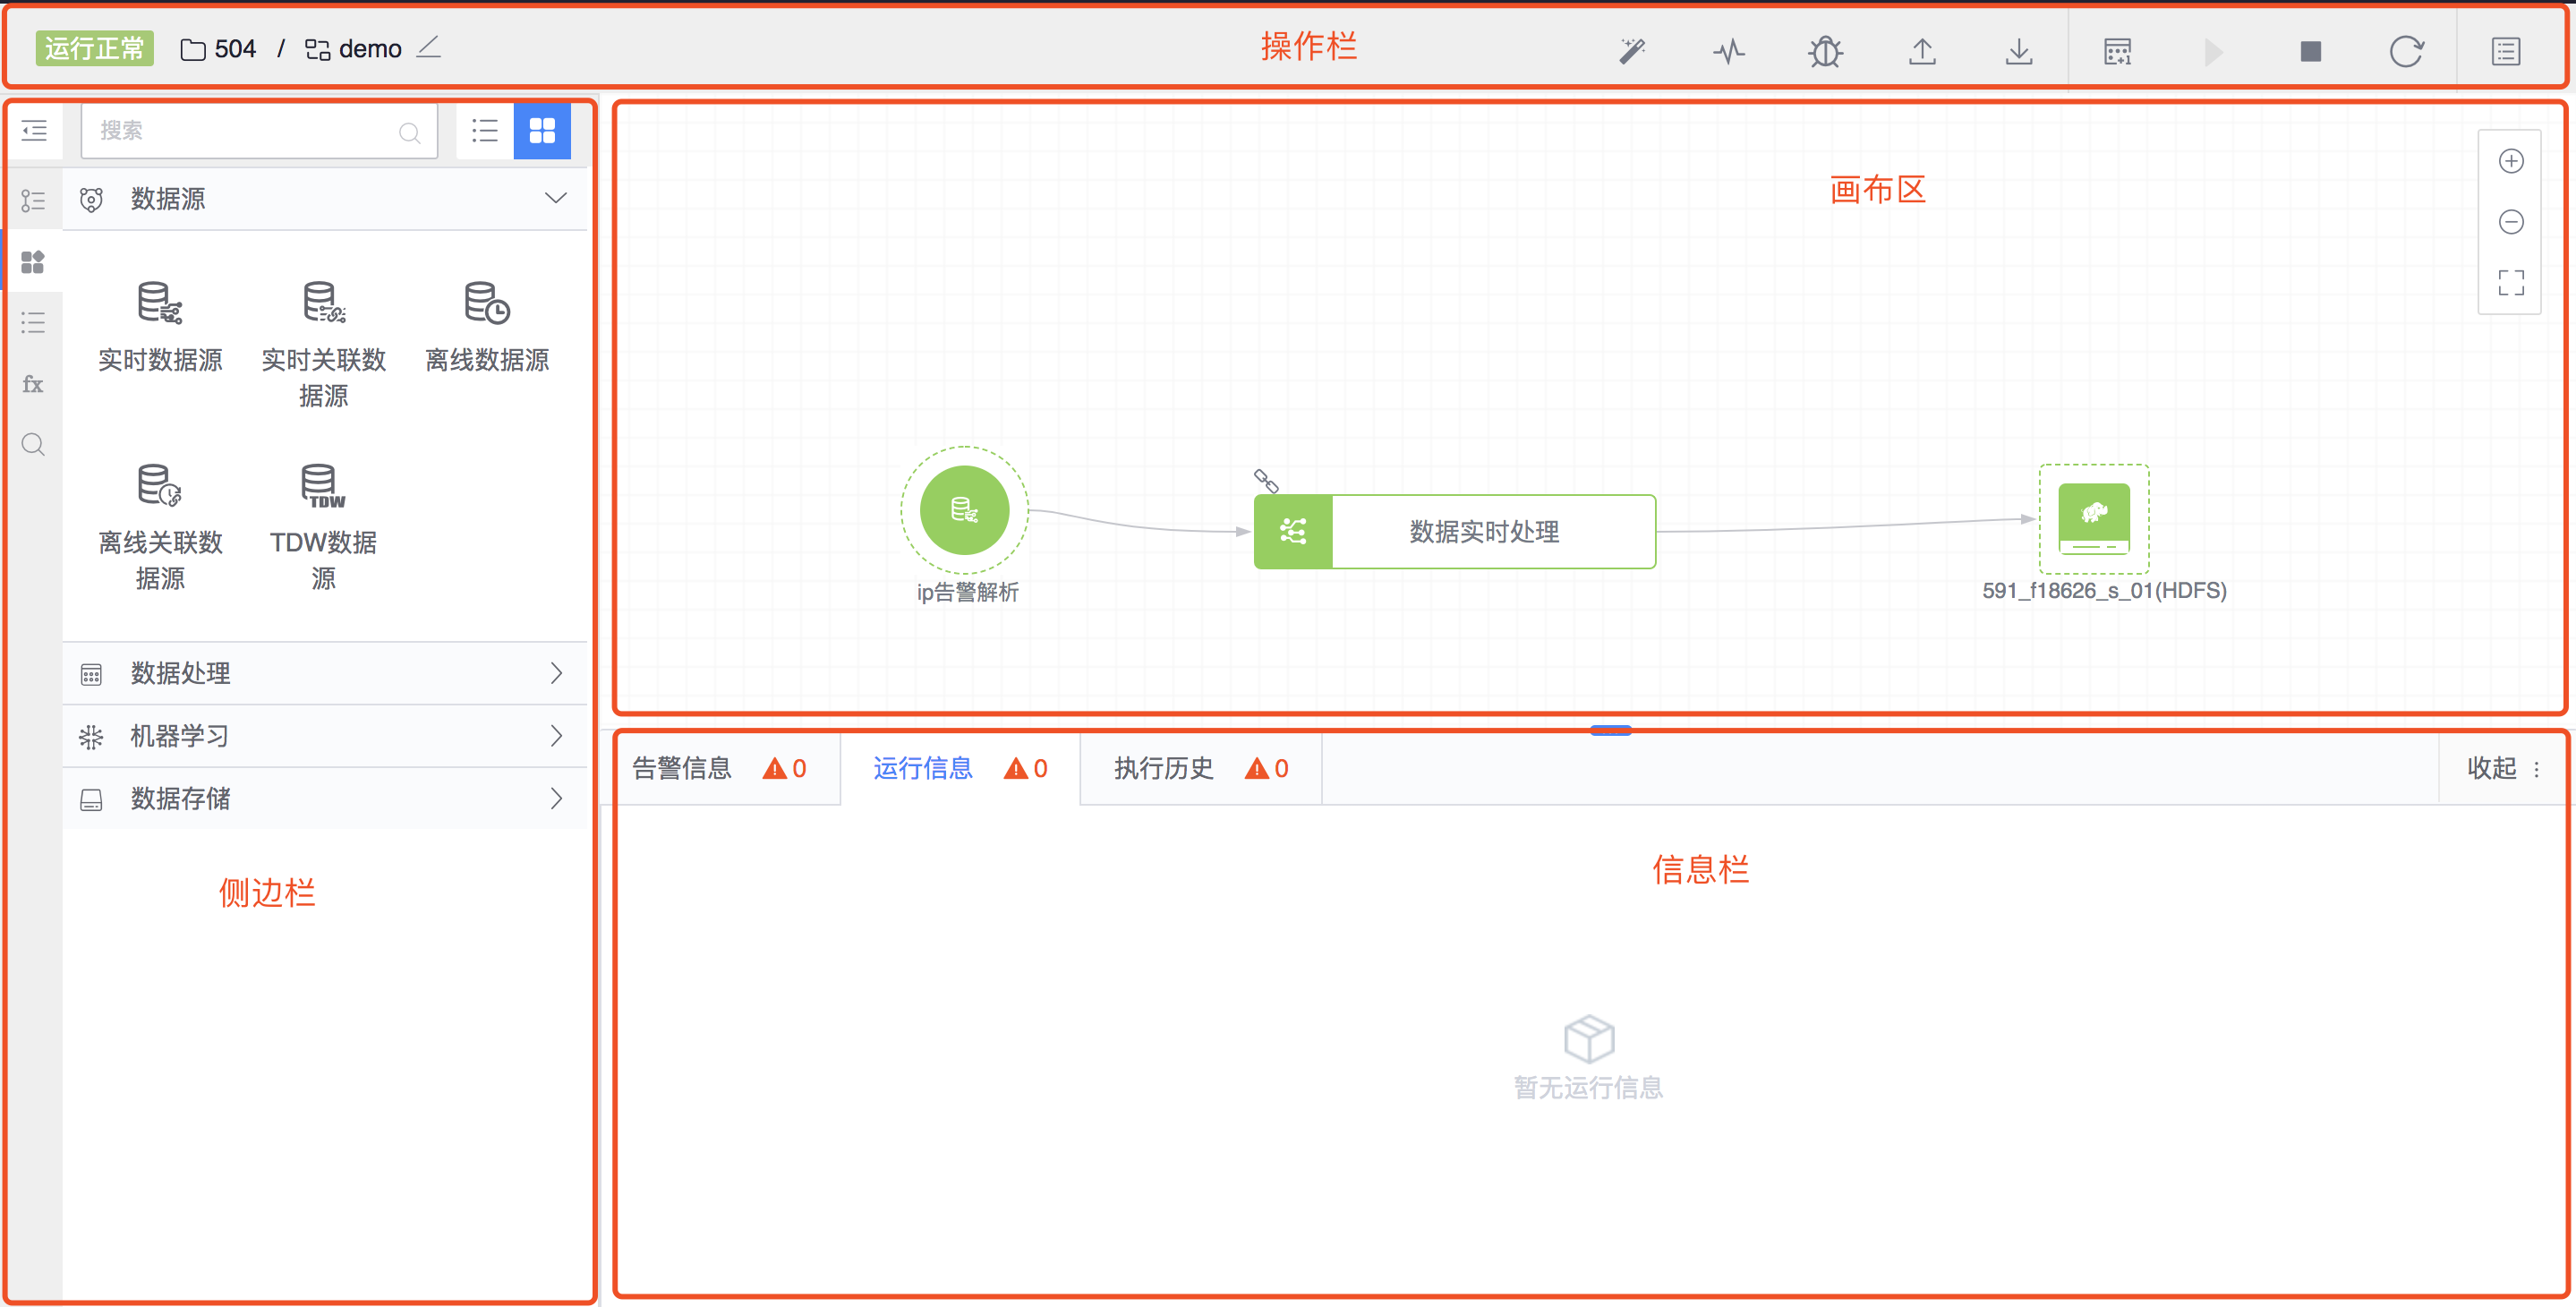 运行正常 504 / demo 操作栏
搜索
数据源
实时数据源
实时关联数
据源
离线数据源
离线关联数
据源
TDW
TDW数据
源
数据处理
机器学习
数据存储
侧边栏
fx
画布区
ip告警解析
数据实时处理
591_f18626_s_01(HDFS)
告警信息 0
运行信息 0
执行历史 0
收起
信息栏
暂无运行信息